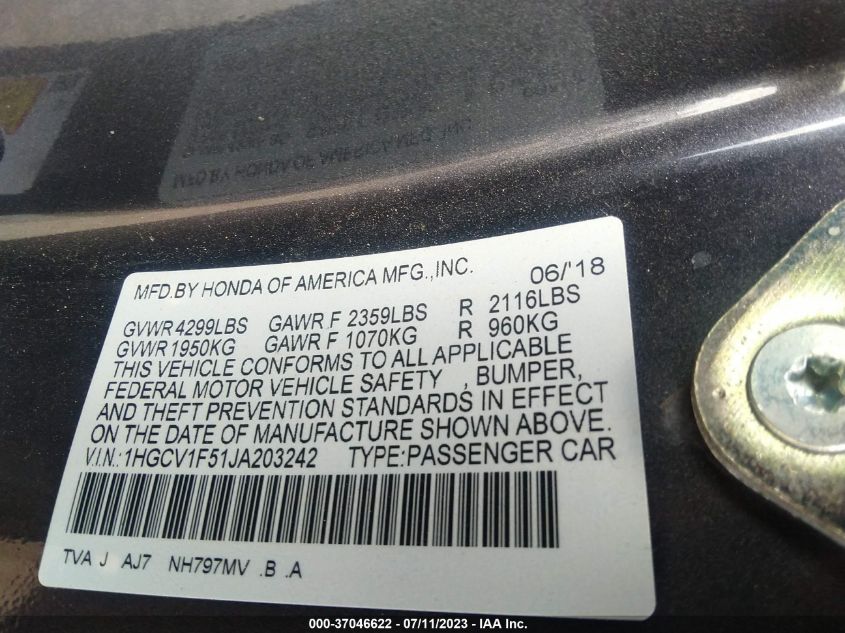 MFD.BY HONDA OF AMERICA MFG.,INC. 06/'18
GVWR 4299LBS GAWR F 2359LBS R 2116LBS
GVWR 1950KG GAWR F 1070KG R 960KG
THIS VEHICLE CONFORMS TO ALL APPLICABLE
FEDERAL MOTOR VEHICLE SAFETY , BUMPER,
AND THEFT PREVENTION STANDARDS IN EFFECT
ON THE DATE OF MANUFACTURE SHOWN ABOVE.
V.I.N.:1HGCV1F51JA203242 TYPE:PASSENGER CAR
TVA J AJ7 NH797MV .B .A
000-37046622 - 07/11/2023 - IAA Inc.